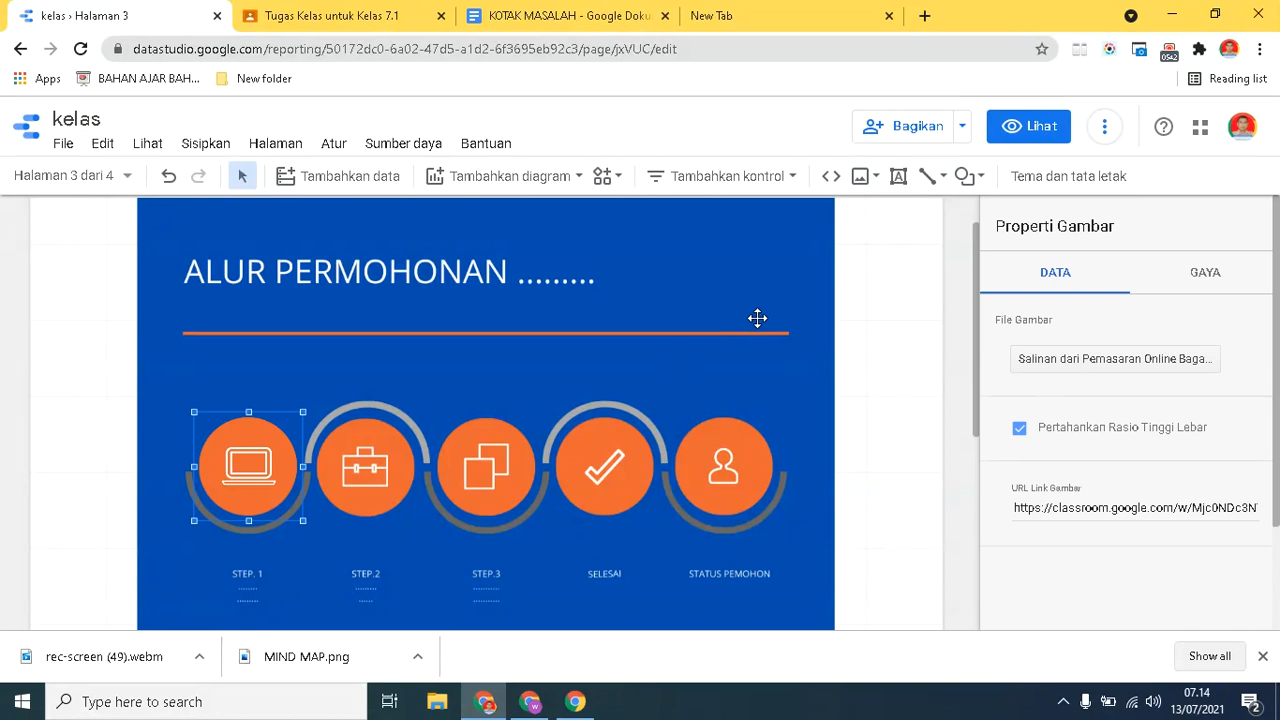 kelas › Halaman 3
Tugas Kelas untuk Kelas 7.1
KOTAK MASALAH - Google Doku
New Tab
datastudio.google.com/reporting/50172dc0-6a02-47d5-a1d2-6f3695eb92c3/page/jxVUC/edit
0542
Apps
BAHAN AJAR BAH...
New folder
Reading list
kelas
File Edit Lihat Sisipkan Halaman Atur Sumber daya Bantuan
Bagikan
Lihat
Halaman 3 dari 4
Tambahkan data
Tambahkan diagram
Tambahkan kontrol
Tema dan tata letak
ALUR PERMOHONAN .........
STEP. 1
........
.........
STEP.2
.........
.....
STEP.3
...........
...........
SELESAI
STATUS PEMOHON
Properti Gambar
DATA GAYA
File Gambar
Salinan dari Pemasaran Online Baga...
Pertahankan Rasio Tinggi Lebar
URL Link Gambar
https://classroom.google.com/w/Mjc0NDc3N
rec-screen (49).webm
MIND MAP.png
Show all
Type here to search
07.14
13/07/2021
2